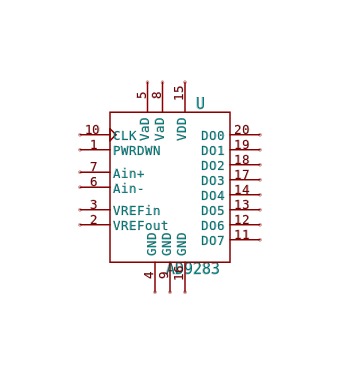 5 8 15 U
10 CLK VaD VaD VDD DO0 20
1 PWRDWN DO1 19
DO2 18
7 Ain+ DO3 17
6 Ain- DO4 14
3 VREFin DO5 13
2 VREFout DO6 12
GND GND GND DO7 11
4 9 16 AD9283